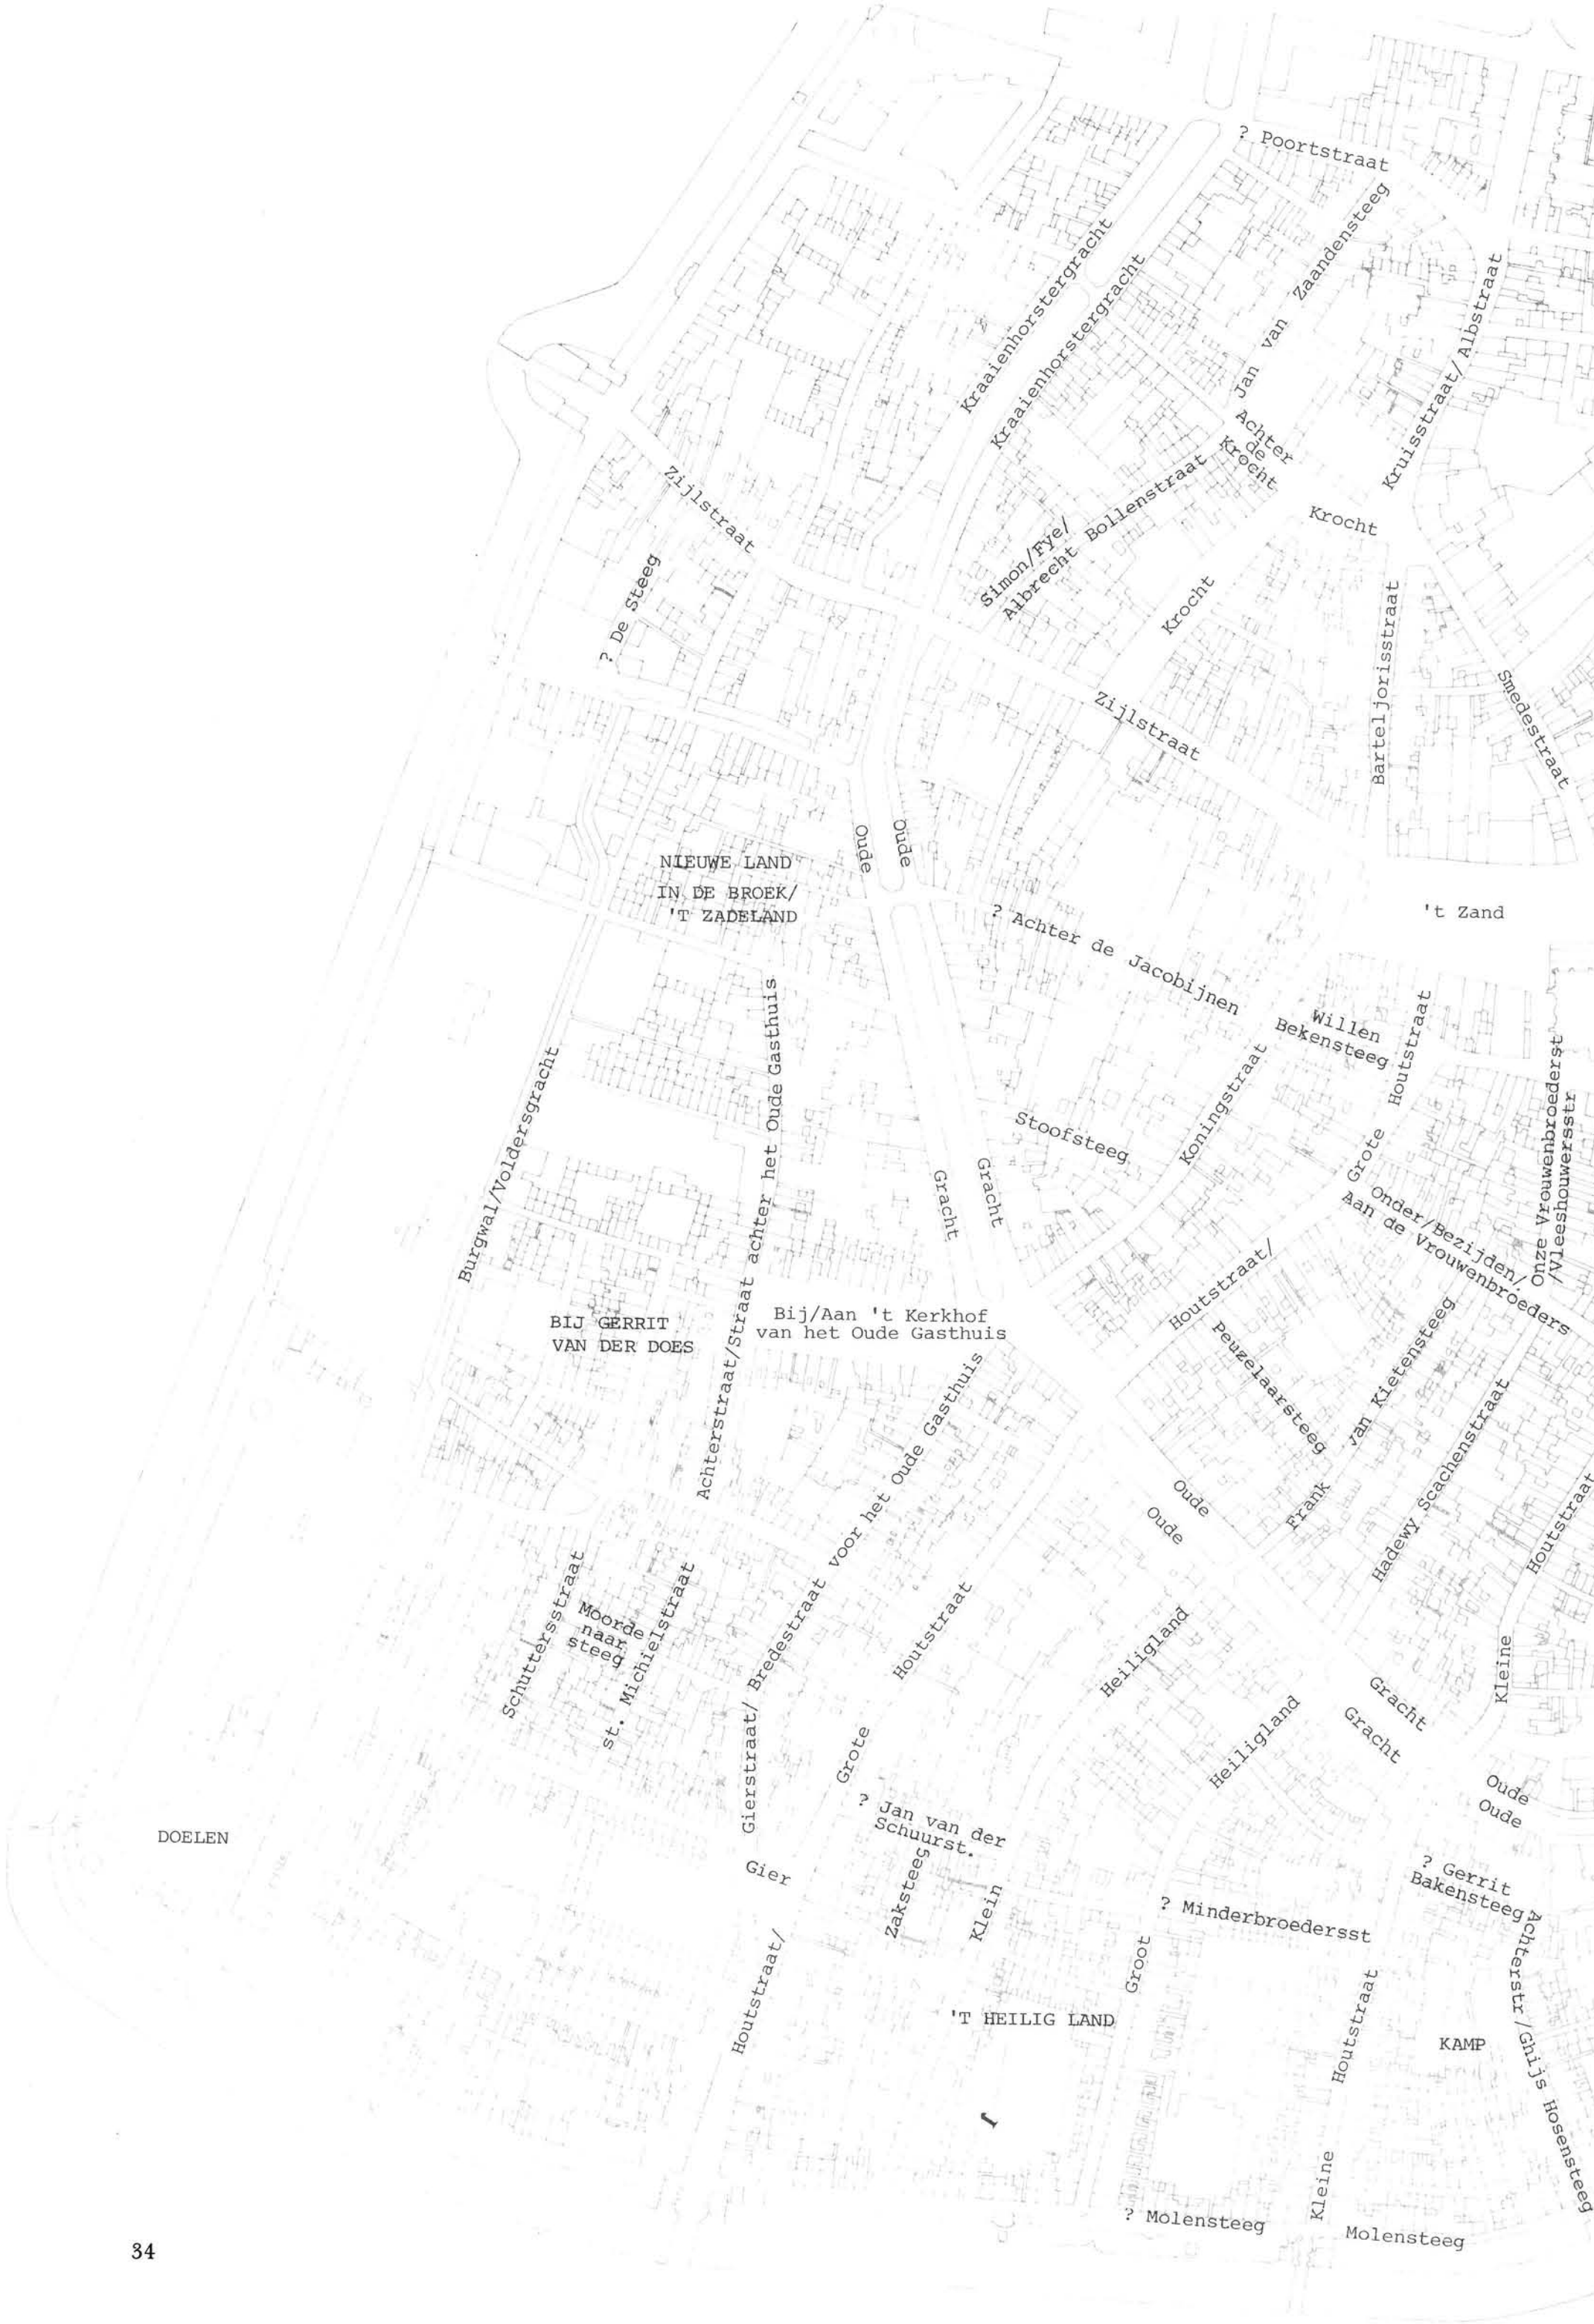 ? Poortstraat
Kraaienhorstergracht
Kraaienhorstergracht
Jan van Zaandensteeg
Kruisstraat/Albstraat
Achter
de
Krocht
Krocht
Zijlstraat
Simon/Fye/
Albrecht Bollenstraat
? De Steeg
Krocht
Barteljorisstraat
Smedestraat
Zijlstraat
Oude
Oude
NIEUWE LAND
IN DE BROEK/
'T ZADELAND
't Zand
? Achter de Jacobijnen
Willen
Bekensteeg
Grote Houtstraat
Koningstraat
Onze Vrouwenbroederst
/Vleeshouwersstr
Burgwal/Voldersgracht
Achterstraat/Straat achter het Oude Gasthuis
Stoofsteeg
Gracht
Gracht
Onder/Bezijden/
Aan de Vrouwenbroeders
Houtstraat/
Bij/Aan 't Kerkhof
van het Oude Gasthuis
BIJ GERRIT
VAN DER DOES
Peuzelaarsteeg
Frank van Kietensteeg
Hadewy Scachenstraat
Gierstraat/ Bredestraat voor het Oude Gasthuis
Oude
Oude
Kleine Houtstraat
Schuttersstraat
Moorde
naar
steeg
st. Michielstraat
Grote Houtstraat
Heiligland
Heiligland
Gracht
Gracht
Oude
Oude
? Jan van der
Schuurst.
DOELEN
Gier
Zaksteeg
Klein
? Gerrit
Bakensteeg
? Minderbroedersst
Groot
Achterstr/Ghijs Hosensteeg
Houtstraat/
'T HEILIG LAND
Kleine Houtstraat
KAMP
? Molensteeg
Molensteeg
34